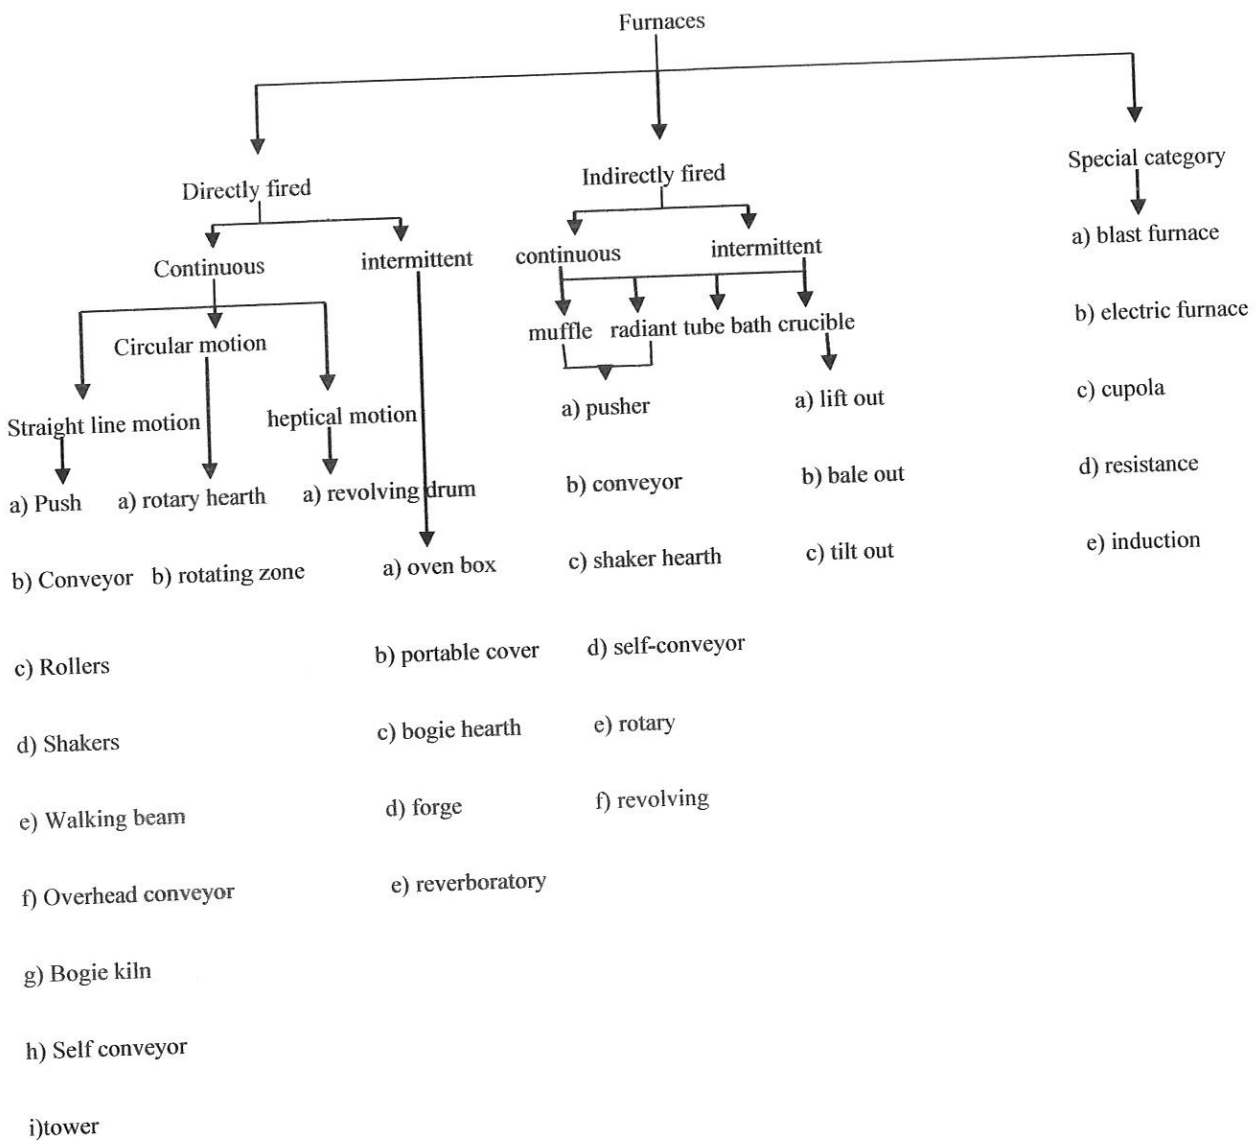 Furnaces
Directly fired
Indirectly fired
Special category
Continuous
intermittent
continuous
intermittent
a) blast furnace
Circular motion
muffle radiant tube bath crucible
b) electric furnace
Straight line motion
heptical motion
a) pusher
a) lift out
c) cupola
a) Push
a) rotary hearth
a) revolving drum
b) conveyor
b) bale out
d) resistance
b) Conveyor
b) rotating zone
a) oven box
c) shaker hearth
c) tilt out
e) induction
c) Rollers
b) portable cover
d) self-conveyor
d) Shakers
c) bogie hearth
e) rotary
e) Walking beam
d) forge
f) revolving
f) Overhead conveyor
e) reverboratory
g) Bogie kiln
h) Self conveyor
i)tower